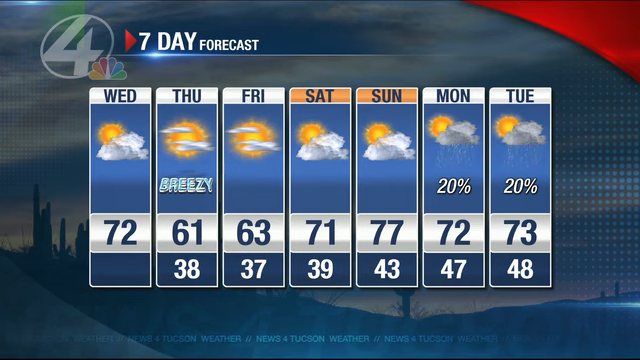 4
7 DAY FORECAST
WED THU FRI SAT SUN MON TUE
BREEZY 20% 20%
72 61 63 71 77 72 73
38 37 39 43 47 48
WEATHER // NEWS 4 TUCSON WEATHER // NEWS 4 TUCSON WEATHER // NEWS 4 TUCSON